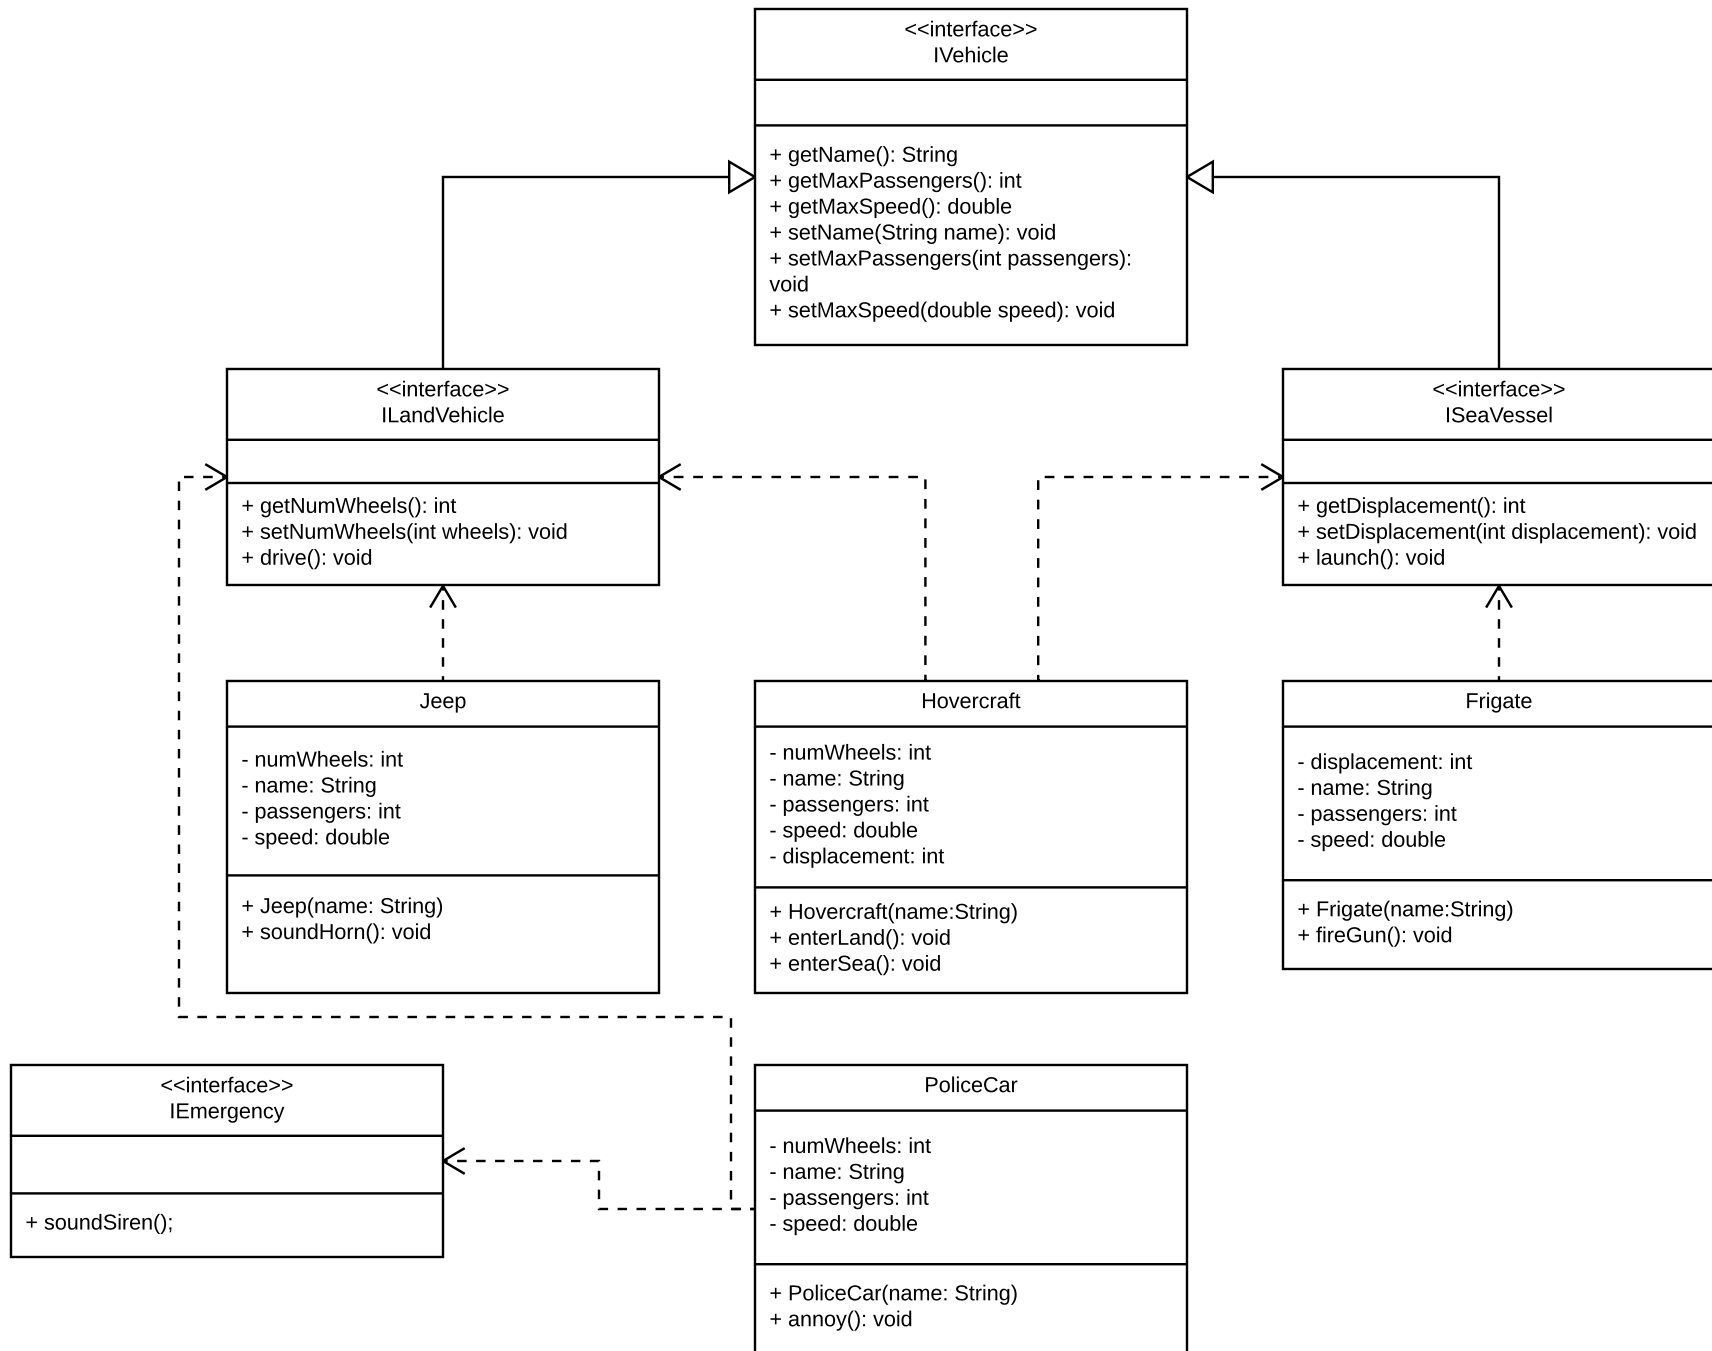 <<interface>>
IVehicle
+ getName(): String
+ getMaxPassengers(): int
+ getMaxSpeed(): double
+ setName(String name): void
+ setMaxPassengers(int passengers):
void
+ setMaxSpeed(double speed): void
<<interface>>
ILandVehicle
+ getNumWheels(): int
+ setNumWheels(int wheels): void
+ drive(): void
<<interface>>
ISeaVessel
+ getDisplacement(): int
+ setDisplacement(int displacement): void
+ launch(): void
Jeep
- numWheels: int
- name: String
- passengers: int
- speed: double
+ Jeep(name: String)
+ soundHorn(): void
Hovercraft
- numWheels: int
- name: String
- passengers: int
- speed: double
- displacement: int
+ Hovercraft(name:String)
+ enterLand(): void
+ enterSea(): void
Frigate
- displacement: int
- name: String
- passengers: int
- speed: double
+ Frigate(name:String)
+ fireGun(): void
<<interface>>
IEmergency
+ soundSiren();
PoliceCar
- numWheels: int
- name: String
- passengers: int
- speed: double
+ PoliceCar(name: String)
+ annoy(): void